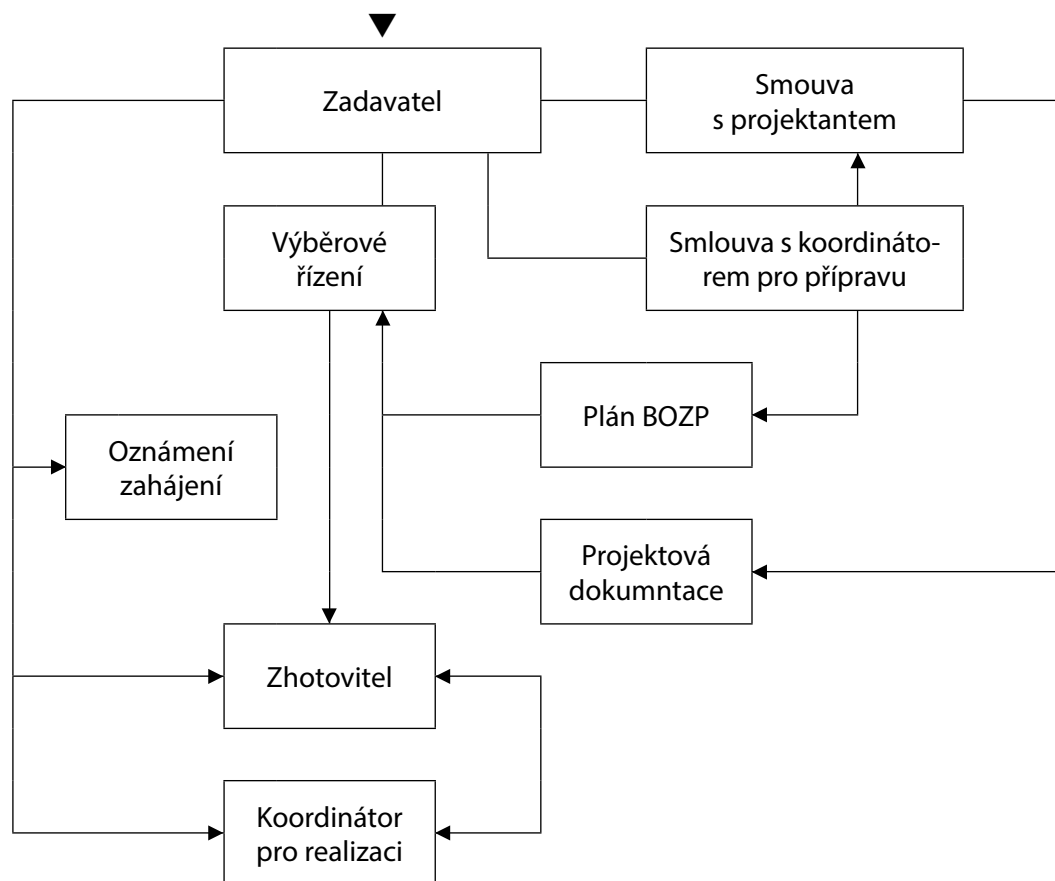 Zadavatel
Smouva
s projektantem
Výběrové
řízení
Smlouva s koordináto-
rem pro přípravu
Plán BOZP
Oznámení
zahájení
Projektová
dokumntace
Zhotovitel
Koordinátor
pro realizaci